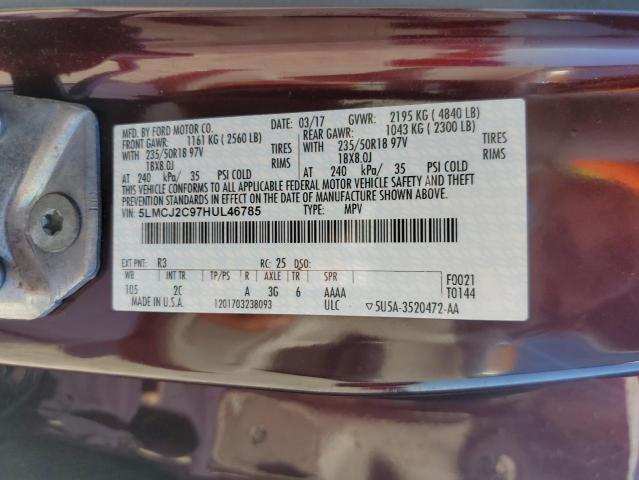 MFD. BY FORD MOTOR CO. 03/17 GVWR: 2195 KG ( 4840 LB)
FRONT GAWR: 1161 KG ( 2560 LB) REAR GAWR: 1043 KG ( 2300 LB)
WITH 235/50R18 97V TIRES WITH 235/50R18 97V TIRES
18X8.0J RIMS 18X8.0J RIMS
AT 240 kPa/ 35 PSI COLD AT 240 kPa/ 35 PSI COLD
THIS VEHICLE CONFORMS TO ALL APPLICABLE FEDERAL MOTOR VEHICLE SAFETY AND THEFT PREVENTION
STANDARDS IN EFFECT ON THE DATE OF MANUFACTURE SHOWN ABOVE.
VIN: 5LMCJ2C97HUL46785 TYPE: MPV
EXT PNT: R3 RC: 25 DSO:
WB INT TR TP/PS R AXLE TR SPR F0021
105 2C A 3G 6 AAAA T0144
MADE IN U.S.A. 1201703238093 ULC ▽5U5A-3520472-AA